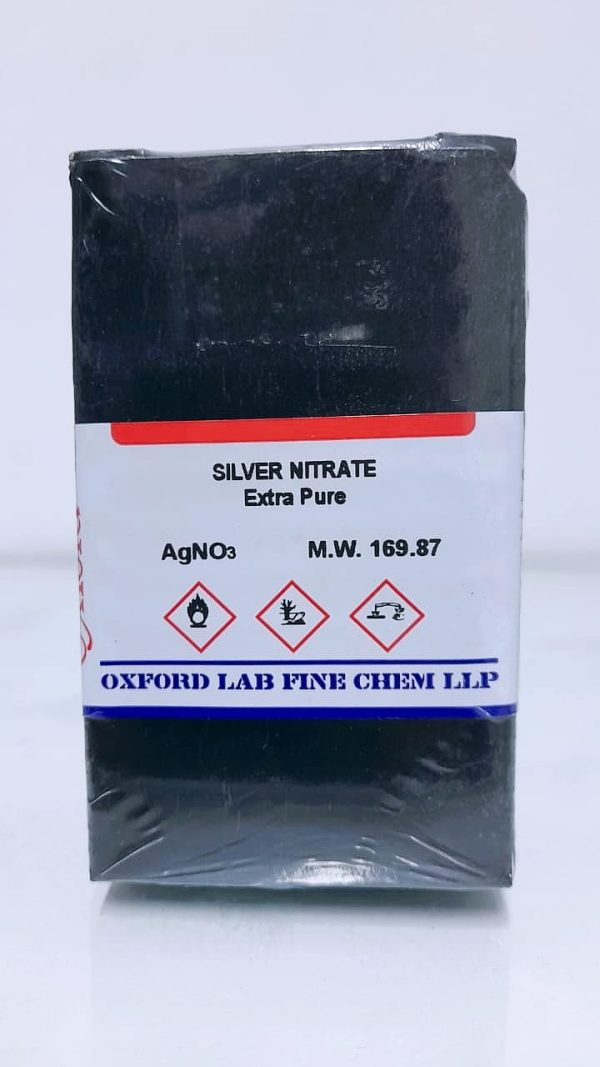 SILVER NITRATE
Extra Pure
AgNO₃ M.W. 169.87
OXFORD LAB FINE CHEM LLP